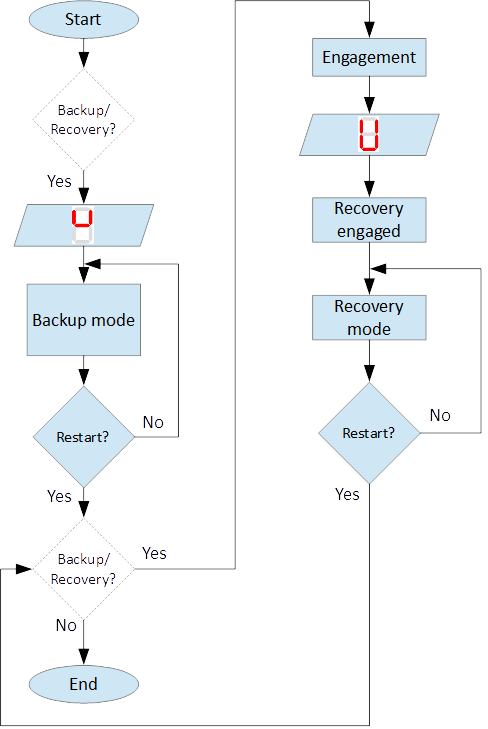 Start
Backup/
Recovery?
Yes
Backup mode
Restart?
No
Yes
Backup/
Recovery?
Yes
No
End
Engagement
U
Recovery
engaged
Recovery
mode
Restart?
No
Yes